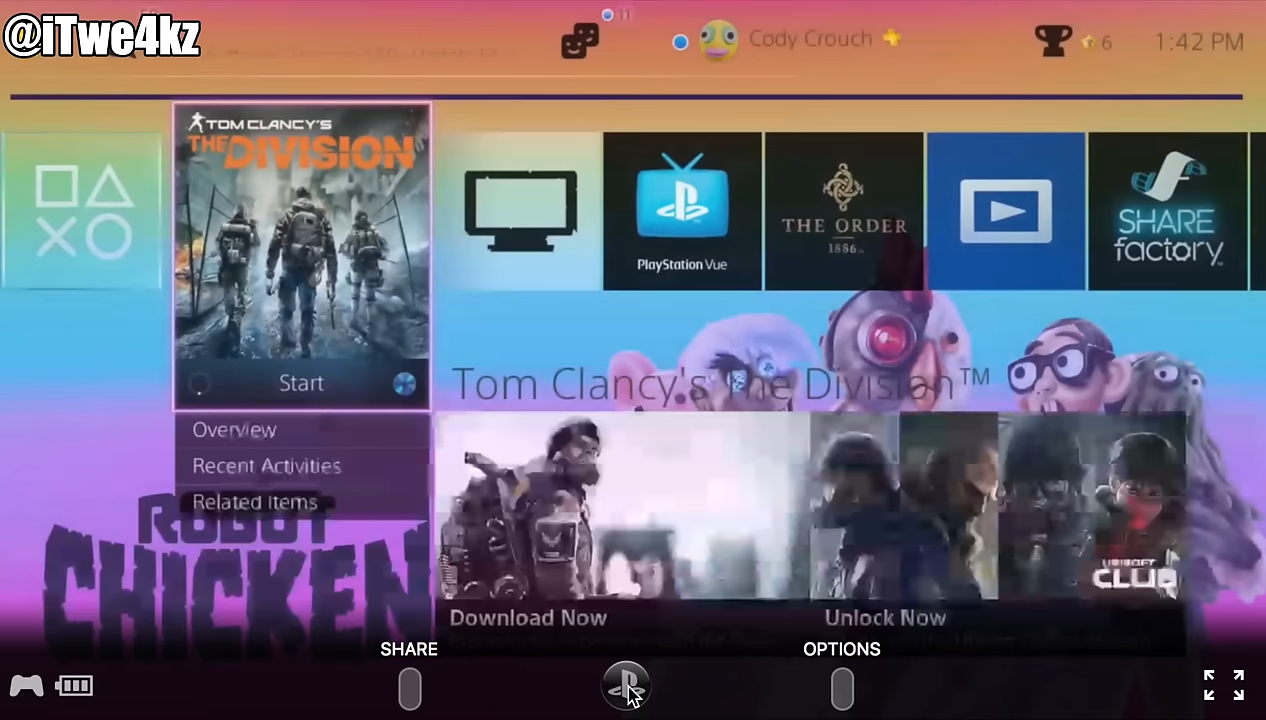 @iTwe4kz
11
Cody Crouch
6
1:42 PM
TOM CLANCY'S
THE DIVISION
PlayStation Vue
THE ORDER
1886
SHARE
factory
Start
Tom Clancy's The Division™
Overview
Recent Activities
Related Items
ROBOT
CHICKEN
UBISOFT
CLUB
Download Now
Unlock Now
SHARE
OPTIONS